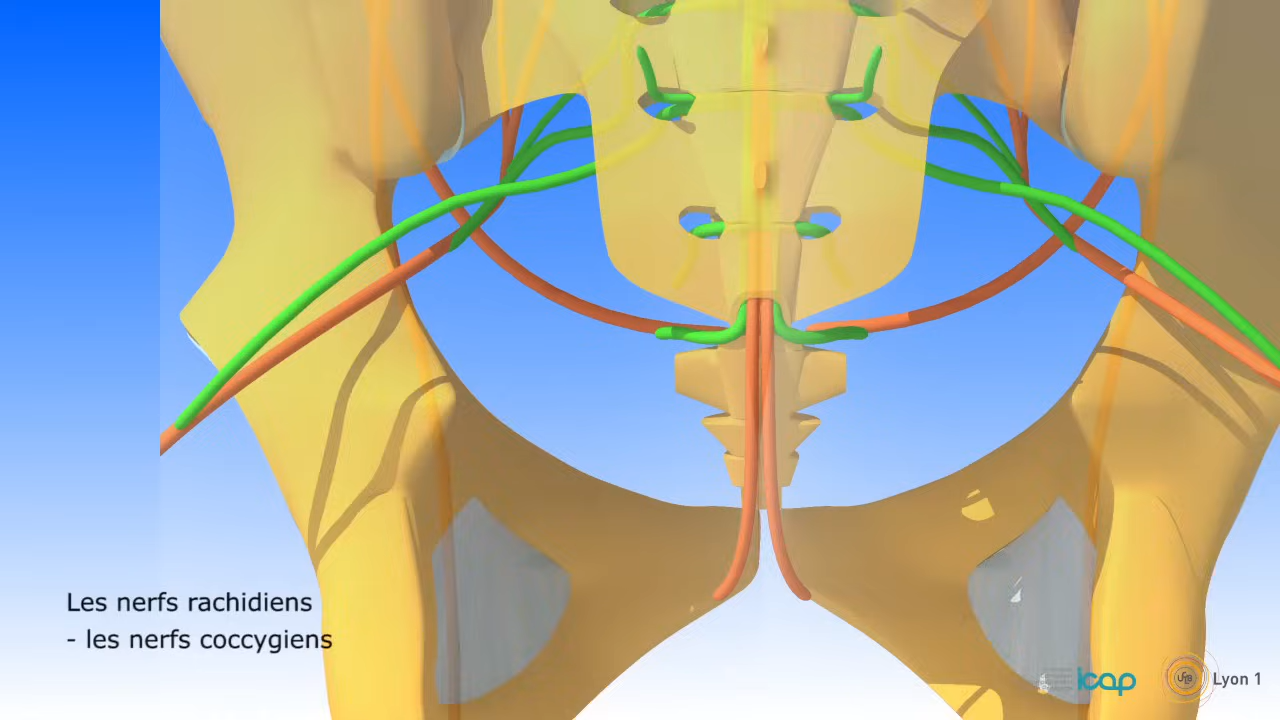 Les nerfs rachidiens
- les nerfs coccygiens
icap
Lyon 1